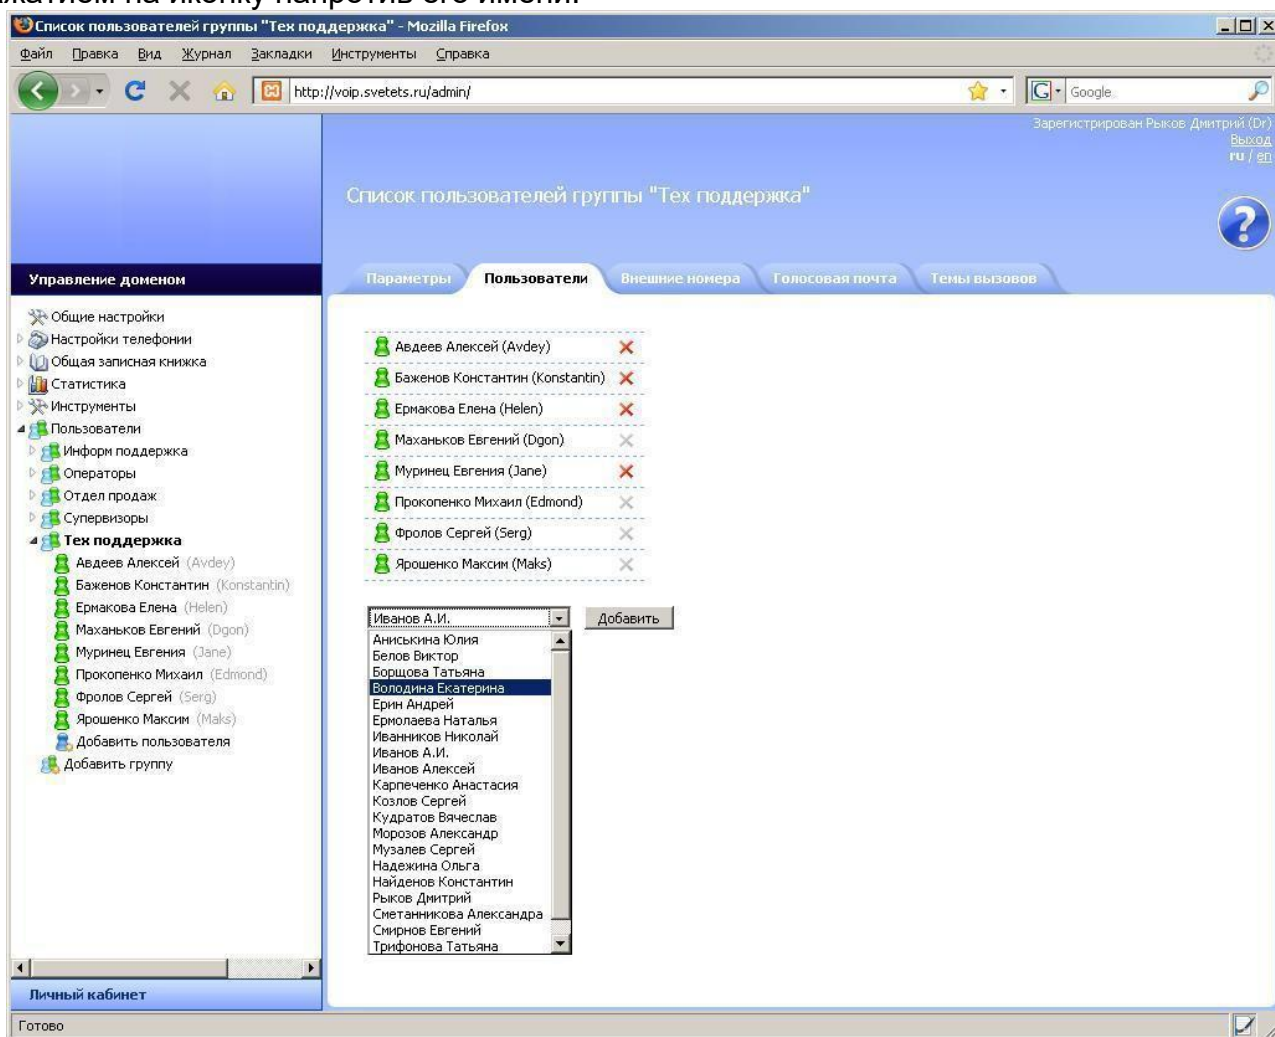 жатием на иконку напротив его имени.
Список пользователей группы "Тех поддержка" - Mozilla Firefox
Файл Правка Вид Журнал Закладки Инструменты Справка
http://voip.svetets.ru/admin/
Google
Зарегистрирован Рыков Дмитрий (Dr)
Выход
ru / en
Список пользователей группы "Тех поддержка"
?
Управление доменом
Параметры Пользователи Внешние номера Голосовая почта Темы вызовов
Общие настройки
Настройки телефонии
Общая записная книжка
Статистика
Инструменты
Пользователи
Информ поддержка
Операторы
Отдел продаж
Супервизоры
Тех поддержка
Авдеев Алексей (Avdey)
Баженов Константин (Konstantin)
Ермакова Елена (Helen)
Маханьков Евгений (Dgon)
Муринец Евгения (Jane)
Прокопенко Михаил (Edmond)
Фролов Сергей (Serg)
Ярошенко Максим (Maks)
Добавить пользователя
Добавить группу
Личный кабинет
Авдеев Алексей (Avdey)
Баженов Константин (Konstantin)
Ермакова Елена (Helen)
Маханьков Евгений (Dgon)
Муринец Евгения (Jane)
Прокопенко Михаил (Edmond)
Фролов Сергей (Serg)
Ярошенко Максим (Maks)
Иванов А.И. Добавить
Аниськина Юлия
Белов Виктор
Борщова Татьяна
Володина Екатерина
Ерин Андрей
Ермолаева Наталья
Иванников Николай
Иванов А.И.
Иванов Алексей
Карпеченко Анастасия
Козлов Сергей
Кудратов Вячеслав
Морозов Александр
Музалев Сергей
Надежина Ольга
Найденов Константин
Рыков Дмитрий
Сметанникова Александра
Смирнов Евгений
Трифонова Татьяна
Готово